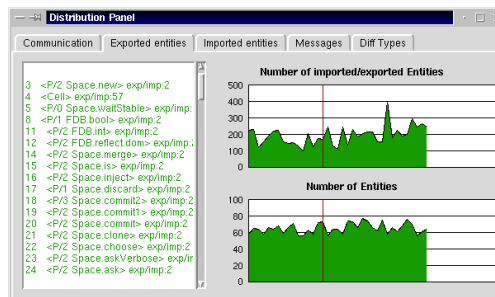 Distribution Panel
Communication
Exported entities
Imported entities
Messages
Diff Types
3 <P/2 Space.new> exp/imp:2
4 <Cell> exp/imp:57
5 <P/0 Space.waitStable> exp/imp:
8 <P/1 FDB.bool> exp/imp:2
11 <P/2 FDB.int> exp/imp:2
12 <P/2 FDB.reflect.dom> exp/imp:2
14 <P/2 Space.merge> exp/imp:2
15 <P/2 Space.is> exp/imp:2
16 <P/2 Space.inject> exp/imp:2
17 <P/1 Space.discard> exp/imp:2
18 <P/3 Space.commit2> exp/imp:2
19 <P/2 Space.commit1> exp/imp:2
20 <P/2 Space.commit> exp/imp:2
21 <P/2 Space.clone> exp/imp:2
22 <P/2 Space.choose> exp/imp:2
23 <P/2 Space.askVerbose> exp/ir
24 <P/2 Space.ask> exp/imp:2
Number of imported/exported Entities
500
400
300
200
100
0
Number of Entities
100
80
60
40
20
0